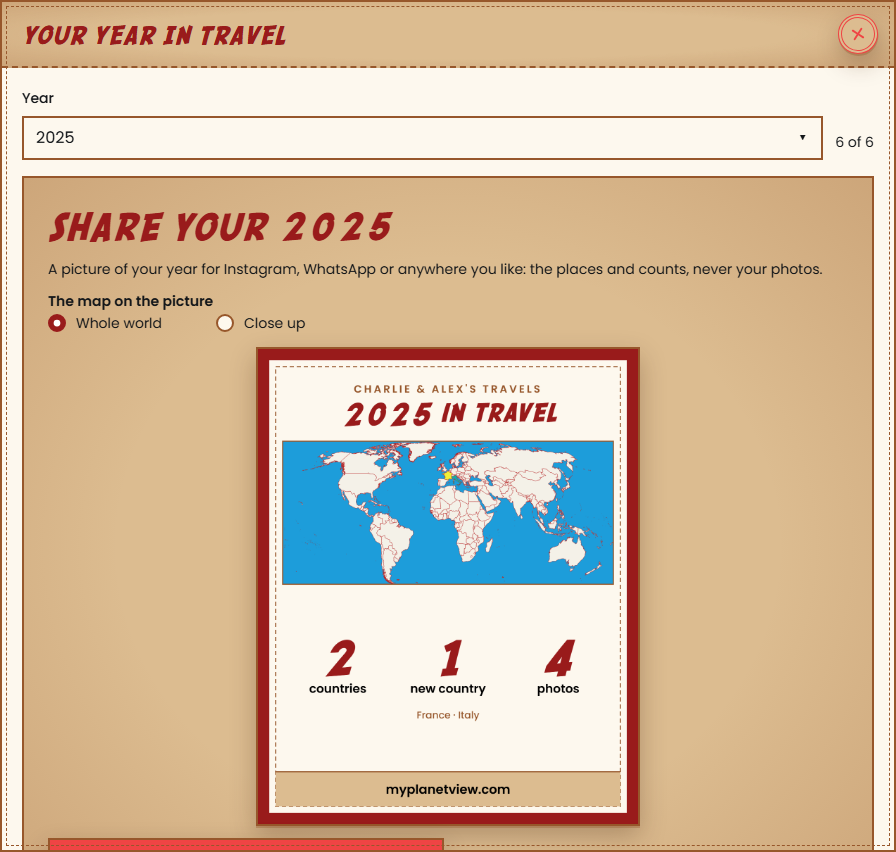 YOUR YEAR IN TRAVEL
Year
2025
6 of 6
SHARE YOUR 2025
A picture of your year for Instagram, WhatsApp or anywhere you like: the places and counts, never your photos.
The map on the picture
Whole world
Close up
CHARLIE & ALEX'S TRAVELS
2025 IN TRAVEL
2 1 4
countries new country photos
France · Italy
myplanetview.com